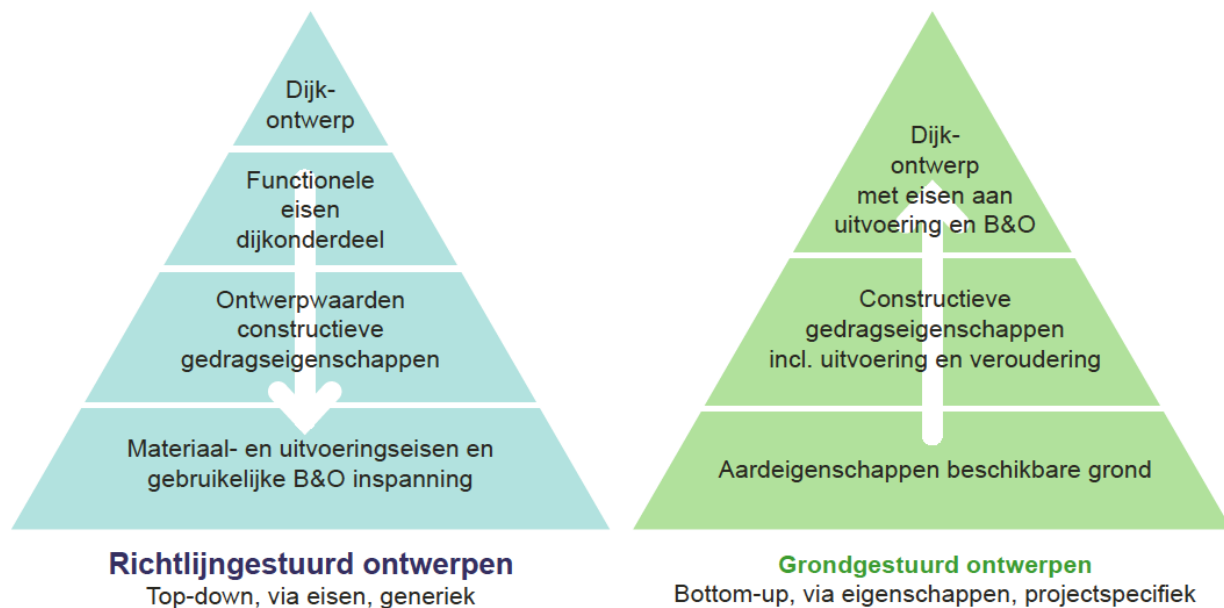 Dijk-
ontwerp
Functionele
eisen
dijkonderdeel
Ontwerpwaarden
constructieve
gedragseigenschappen
Materiaal- en uitvoeringseisen en
gebruikelijke B&O inspanning
Richtlijngestuurd ontwerpen
Top-down, via eisen, generiek
Dijk-
ontwerp
met eisen aan
uitvoering en B&O
Constructieve
gedragseigenschappen
incl. uitvoering en veroudering
Aardeigenschappen beschikbare grond
Grondgestuurd ontwerpen
Bottom-up, via eigenschappen, projectspecifiek